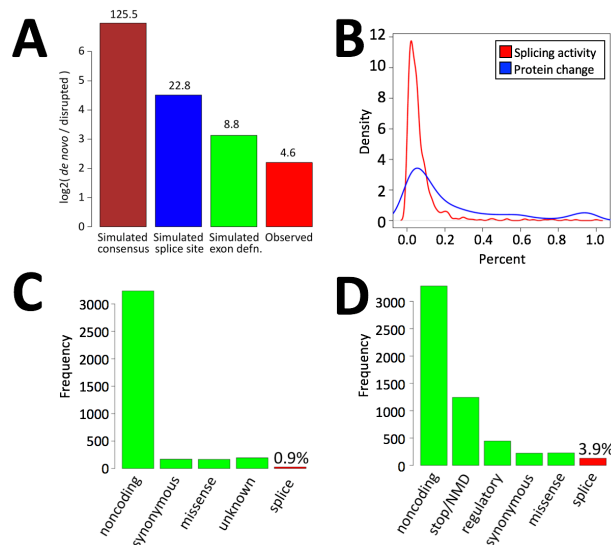 A
125.5
22.8
8.8
4.6
6
5
4
3
2
1
0
log2( de novo / disrupted )
Simulated consensus
Simulated splice site
Simulated exon defn.
Observed
B
Splicing activity
Protein change
12
10
8
6
4
2
0
Density
0.0 0.2 0.4 0.6 0.8 1.0
Percent
C
3000
2500
2000
1500
1000
500
0
Frequency
0.9%
noncoding
synonymous
missense
unknown
splice
D
3000
2500
2000
1500
1000
500
0
Frequency
3.9%
noncoding
stop/NMD
regulatory
synonymous
missense
splice